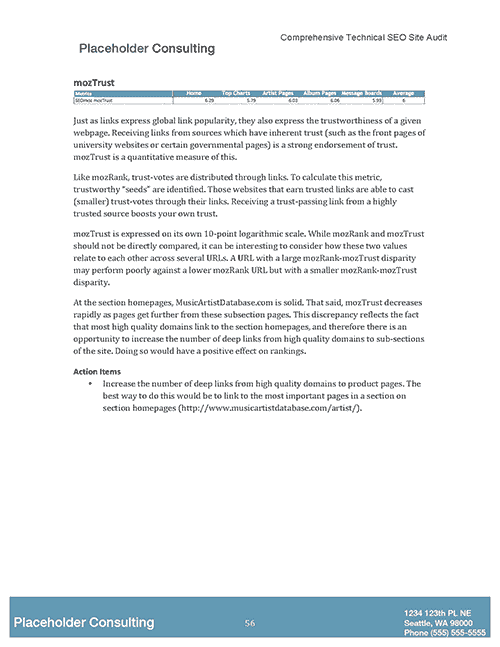 Comprehensive Technical SEO Site Audit
Placeholder Consulting
mozTrust
Metrics Home Top Charts Artist Pages Album Pages Message Boards Average
SEOmoz mozTrust 6.29 5.79 6.03 6.06 5.93 6
Just as links express global link popularity, they also express the trustworthiness of a given
webpage. Receiving links from sources which have inherent trust (such as the front pages of
university websites or certain governmental pages) is a strong endorsement of trust.
mozTrust is a quantitative measure of this.
Like mozRank, trust-votes are distributed through links. To calculate this metric,
trustworthy “seeds” are identified. Those websites that earn trusted links are able to cast
(smaller) trust-votes through their links. Receiving a trust-passing link from a highly
trusted source boosts your own trust.
mozTrust is expressed on its own 10-point logarithmic scale. While mozRank and mozTrust
should not be directly compared, it can be interesting to consider how these two values
relate to each other across several URLs. A URL with a large mozRank-mozTrust disparity
may perform poorly against a lower mozRank URL but with a smaller mozRank-mozTrust
disparity.
At the section homepages, MusicArtistDatabase.com is solid. That said, mozTrust decreases
rapidly as pages get further from these subsection pages. This discrepancy reflects the fact
that most high quality domains link to the section homepages, and therefore there is an
opportunity to increase the number of deep links from high quality domains to sub-sections
of the site. Doing so would have a positive effect on rankings.
Action Items
• Increase the number of deep links from high quality domains to product pages. The
best way to do this would be to link to the most important pages in a section on
section homepages (http://www.musicartistdatabase.com/artist/).
Placeholder Consulting
56
1234 123th PL NE
Seattle, WA 98000
Phone (555) 555-5555